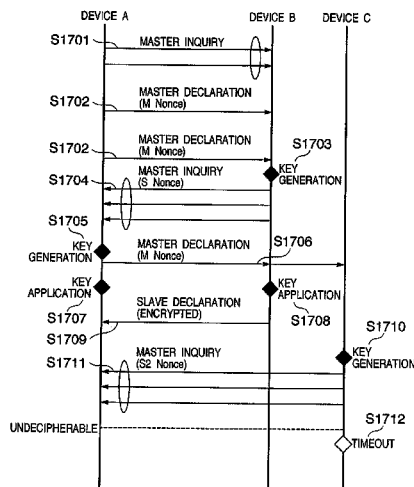 DEVICE A
DEVICE B
DEVICE C
S1701
MASTER INQUIRY
S1702
MASTER DECLARATION
(M Nonce)
S1702
MASTER DECLARATION
(M Nonce)
S1703
KEY
GENERATION
S1704
MASTER INQUIRY
(S Nonce)
S1705
KEY
GENERATION
MASTER DECLARATION
(M Nonce)
S1706
KEY
APPLICATION
S1707
KEY
APPLICATION
S1708
SLAVE DECLARATION
(ENCRYPTED)
S1709
S1710
KEY
GENERATION
MASTER INQUIRY
(S2 Nonce)
S1711
UNDECIPHERABLE
S1712
TIMEOUT